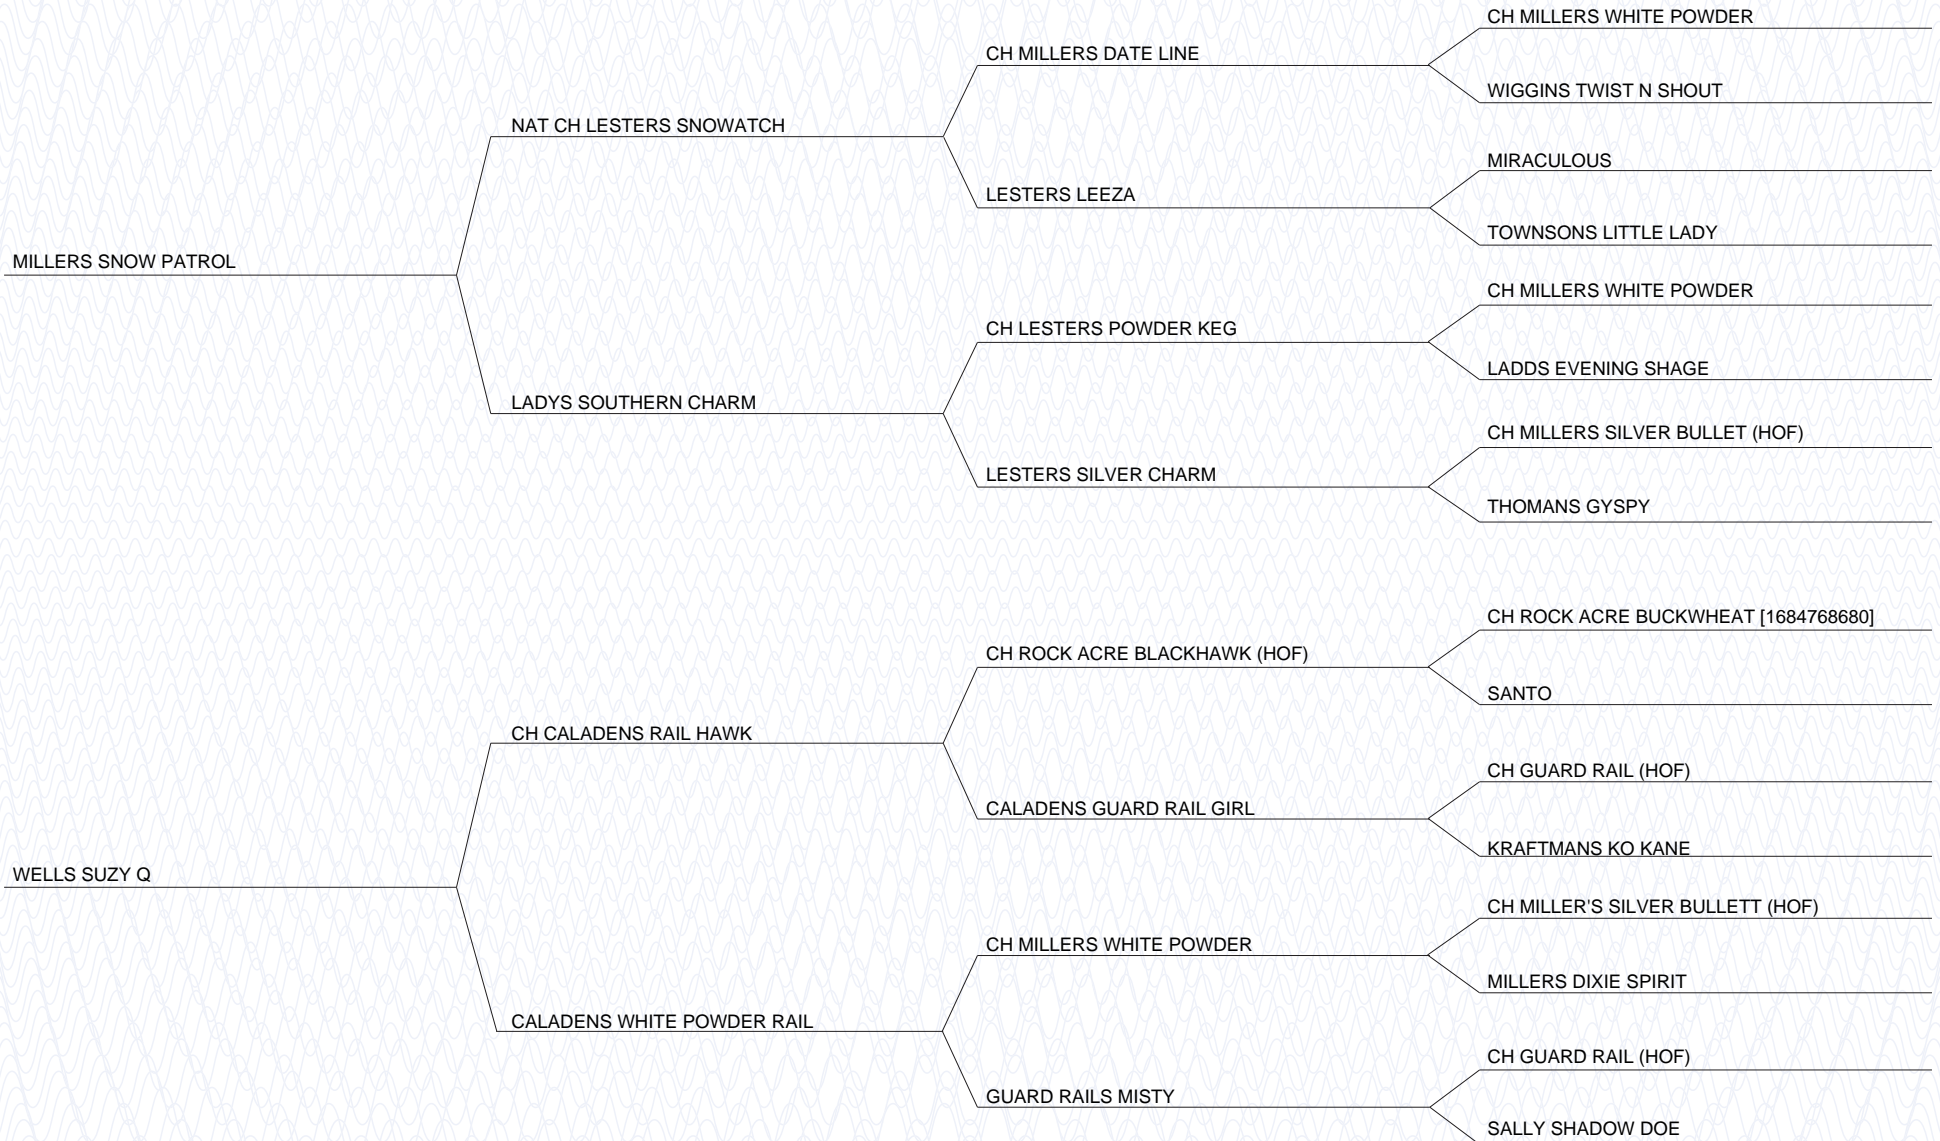 CH MILLERS WHITE POWDER
CH MILLERS DATE LINE
WIGGINS TWIST N SHOUT
NAT CH LESTERS SNOWATCH
MIRACULOUS
LESTERS LEEZA
TOWNSONS LITTLE LADY
MILLERS SNOW PATROL
CH MILLERS WHITE POWDER
CH LESTERS POWDER KEG
LADDS EVENING SHAGE
LADYS SOUTHERN CHARM
CH MILLERS SILVER BULLET (HOF)
LESTERS SILVER CHARM
THOMANS GYSPY
CH ROCK ACRE BUCKWHEAT [1684768680]
CH ROCK ACRE BLACKHAWK (HOF)
SANTO
CH CALADENS RAIL HAWK
CH GUARD RAIL (HOF)
CALADENS GUARD RAIL GIRL
KRAFTMANS KO KANE
WELLS SUZY Q
CH MILLER'S SILVER BULLETT (HOF)
CH MILLERS WHITE POWDER
MILLERS DIXIE SPIRIT
CALADENS WHITE POWDER RAIL
CH GUARD RAIL (HOF)
GUARD RAILS MISTY
SALLY SHADOW DOE